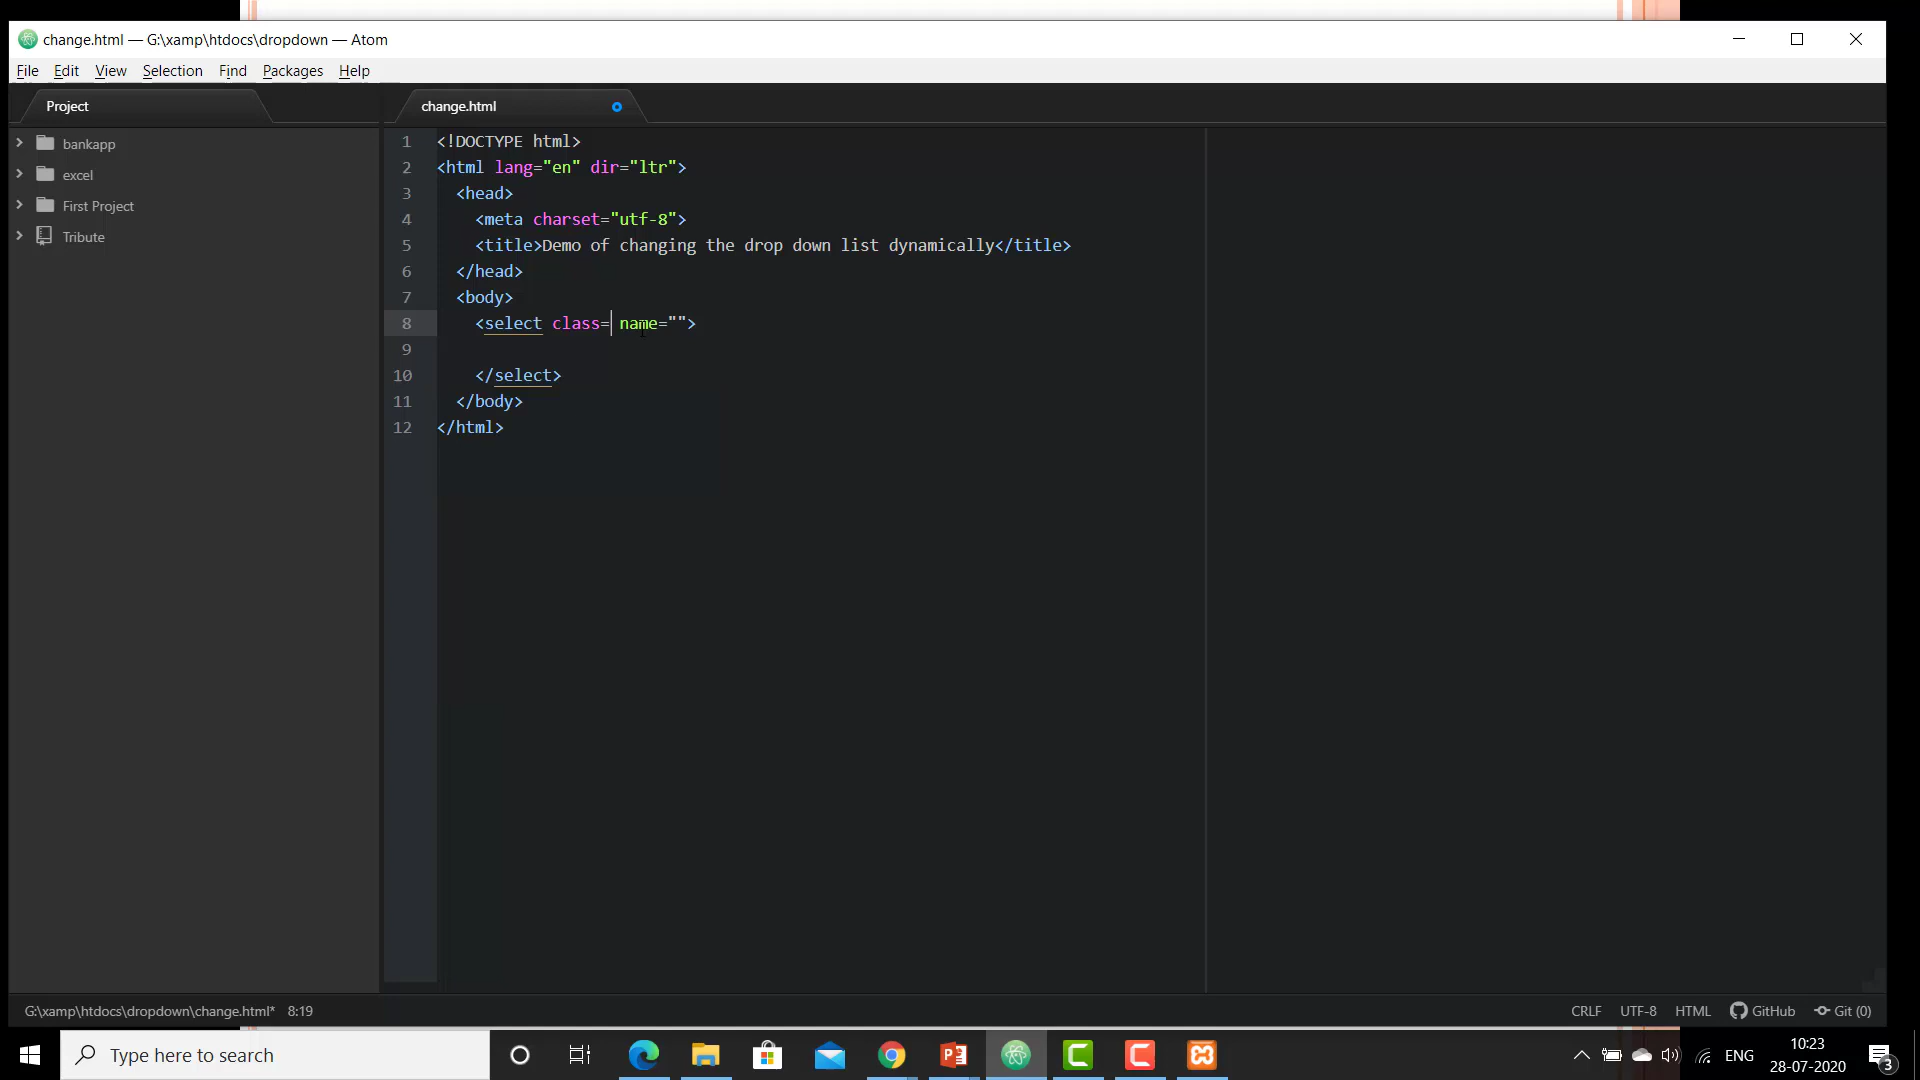 change.html — G:\xamp\htdocs\dropdown — Atom
File Edit View Selection Find Packages Help
Project
change.html
bankapp
excel
First Project
Tribute
1 <!DOCTYPE html>
2 <html lang="en" dir="ltr">
3 <head>
4 <meta charset="utf-8">
5 <title>Demo of changing the drop down list dynamically</title>
6 </head>
7 <body>
8 <select class= name="">
9
10 </select>
11 </body>
12 </html>
G:\xamp\htdocs\dropdown\change.html* 8:19
CRLF UTF-8 HTML GitHub Git (0)
Type here to search
ENG
10:23
28-07-2020
3